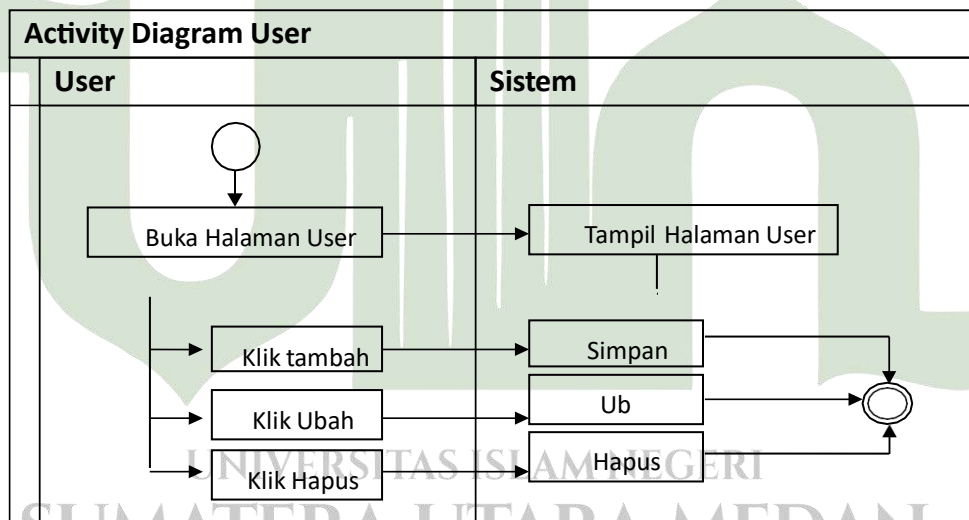 Activity Diagram User
User
Sistem
Buka Halaman User
Tampil Halaman User
Klik tambah
Simpan
Klik Ubah
Ub
Klik Hapus
Hapus
UNIVERSITAS ISLAM NEGERI
SUMATERA UTARA MEDAN